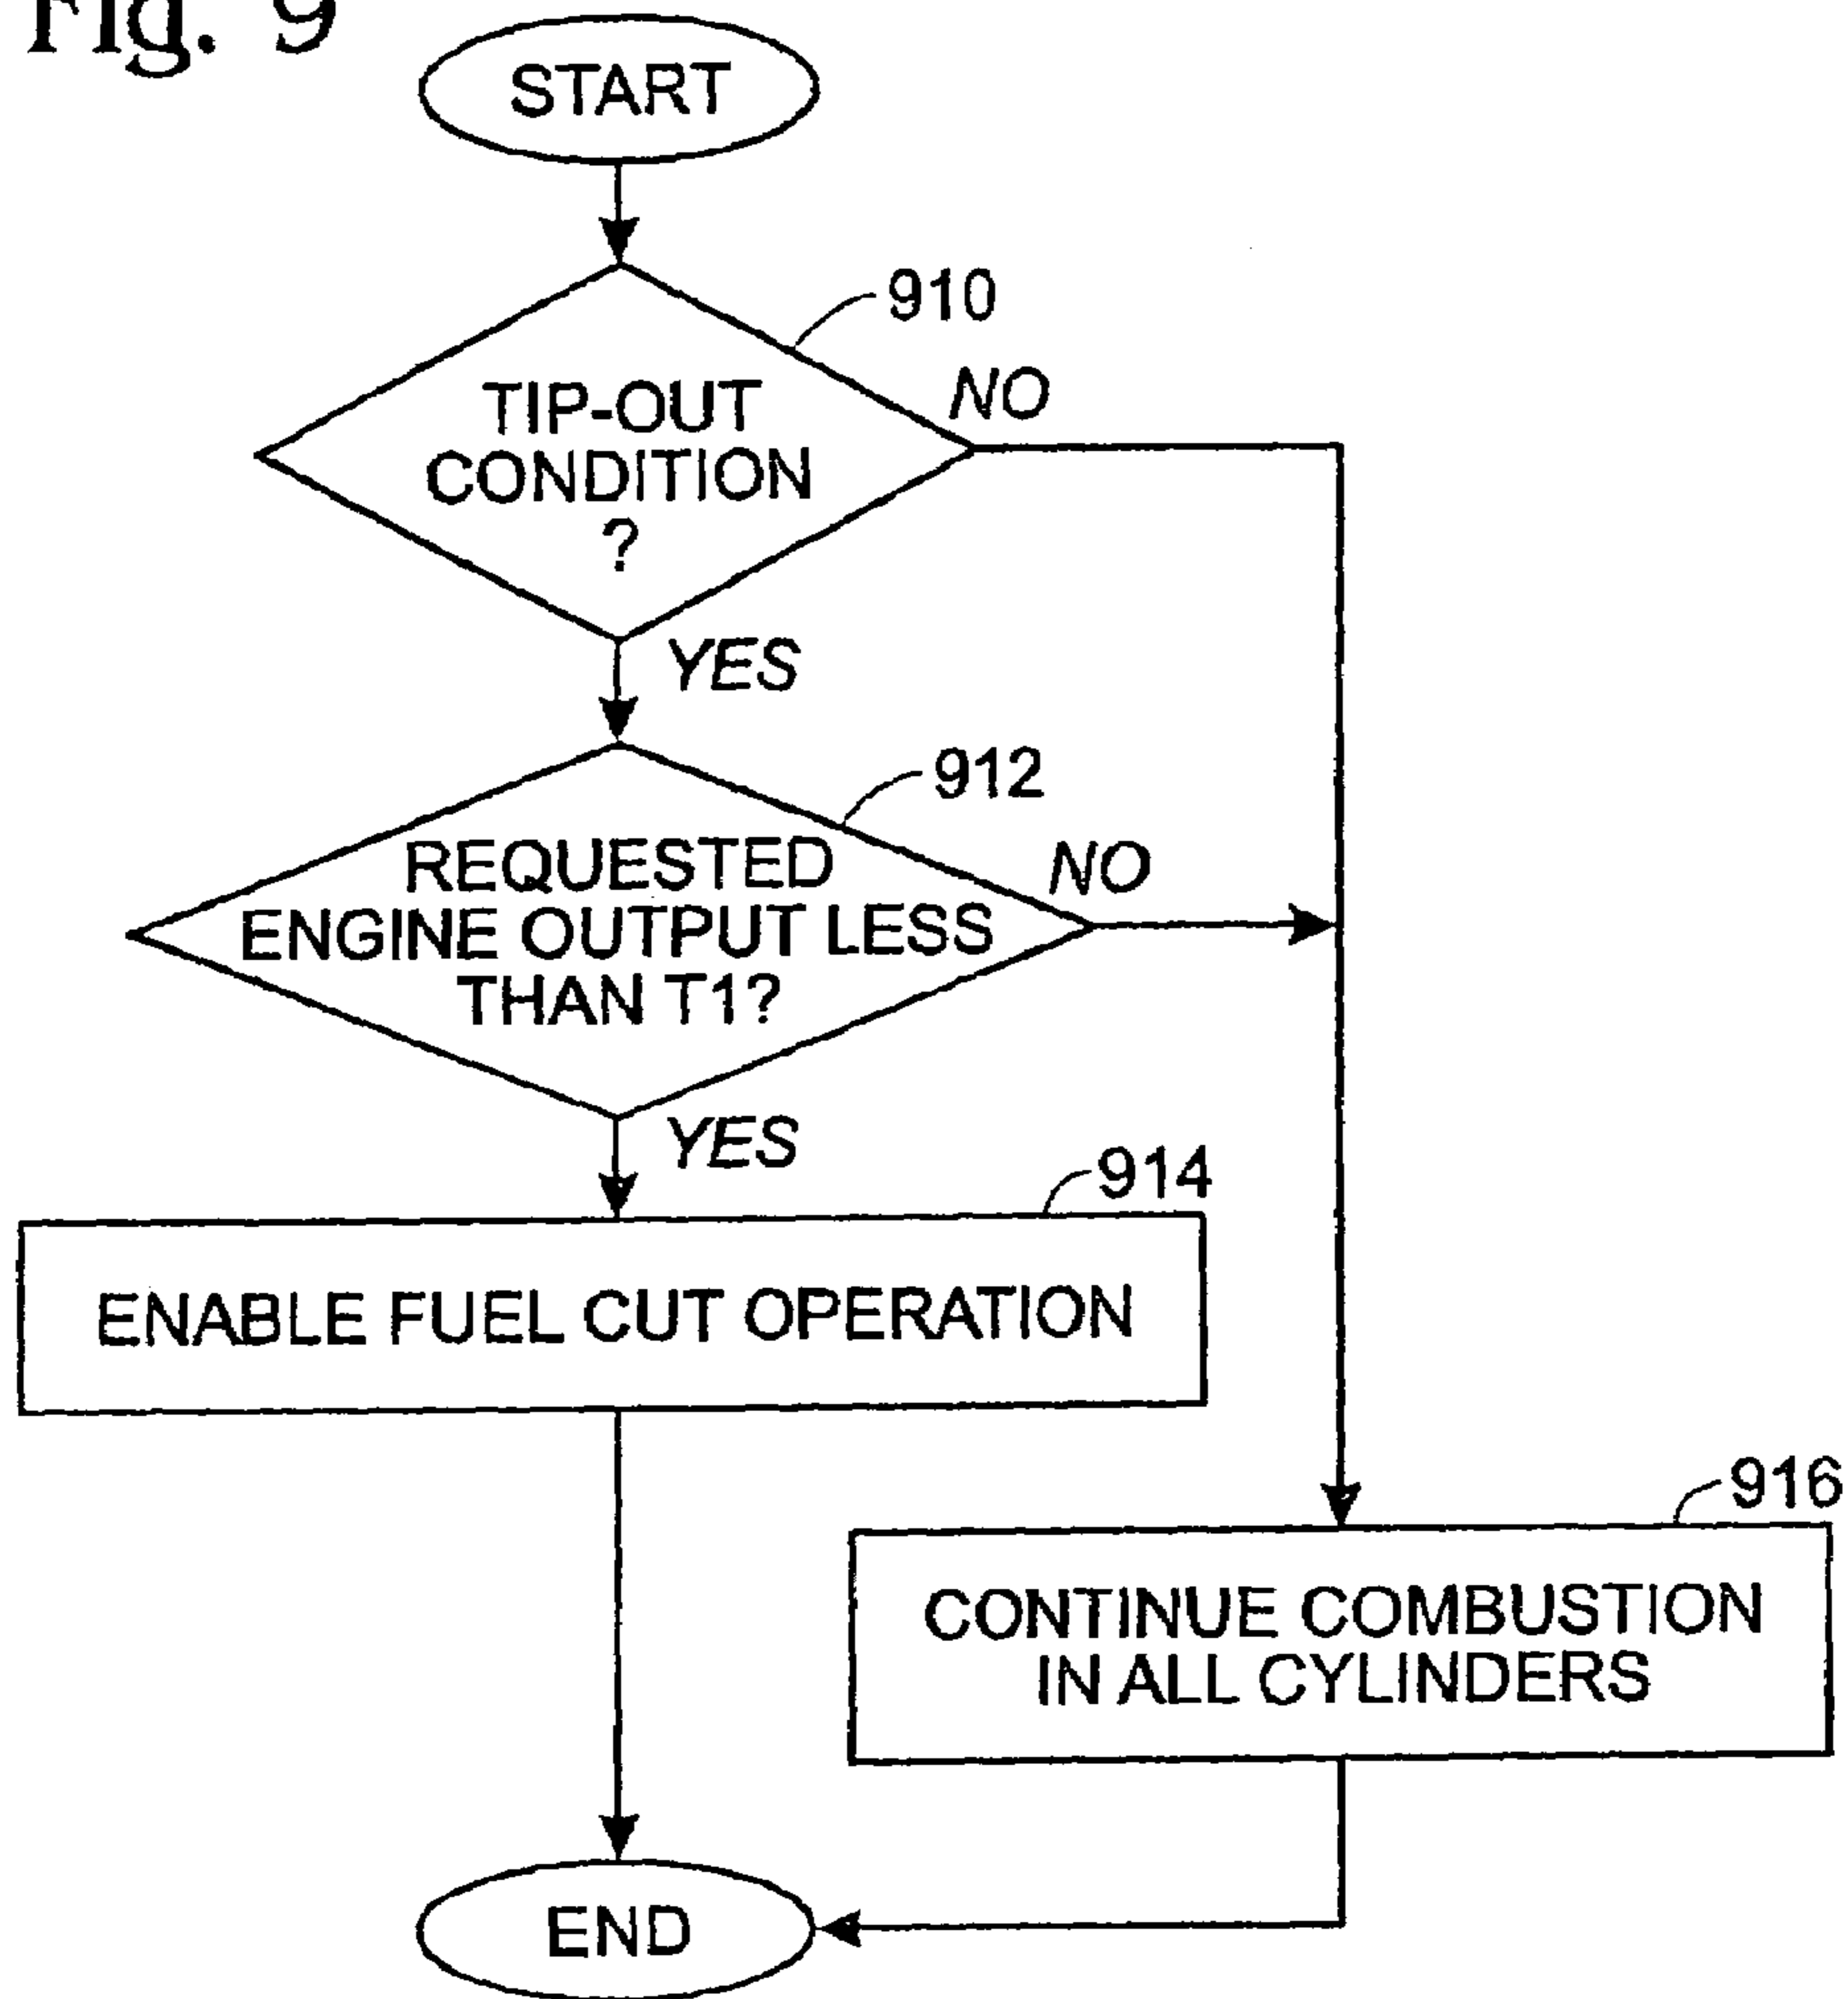 Fig. 9
START
910
TIP-OUT
CONDITION
?
NO
YES
912
REQUESTED
ENGINE OUTPUT LESS
THAN T1?
NO
YES
914
ENABLE FUEL CUT OPERATION
916
CONTINUE COMBUSTION
IN ALL CYLINDERS
END